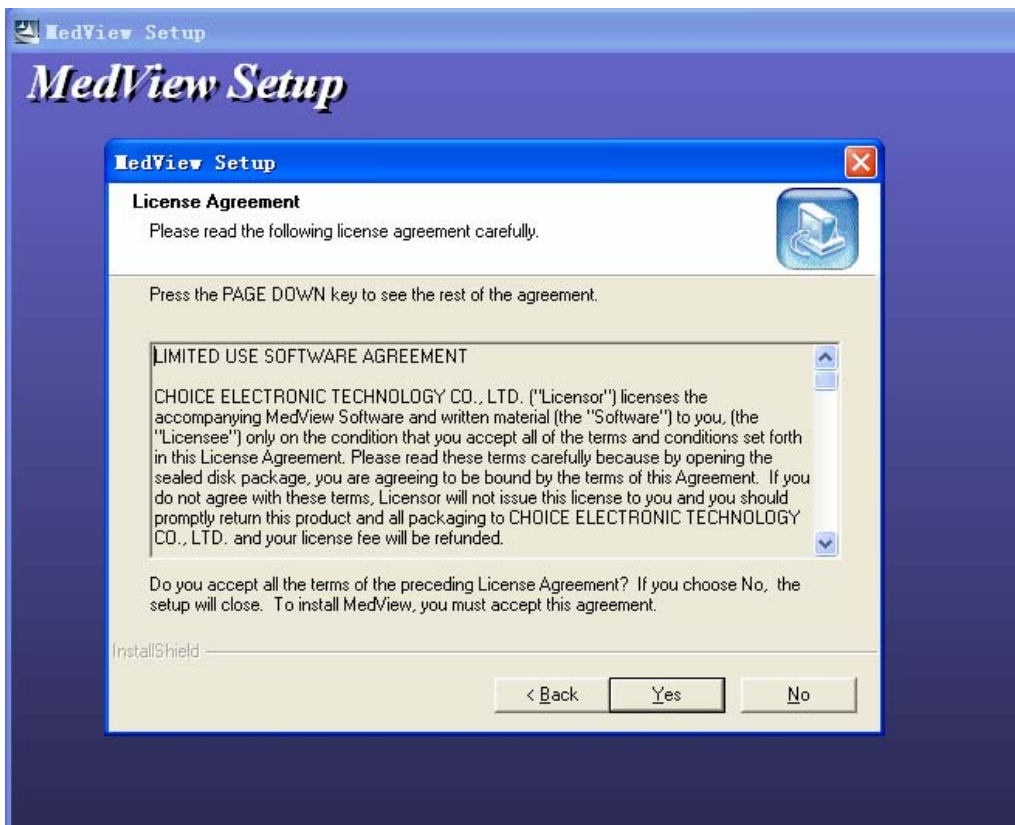 MedView Setup
MedView Setup
MedView Setup
License Agreement
Please read the following license agreement carefully.
Press the PAGE DOWN key to see the rest of the agreement.
LIMITED USE SOFTWARE AGREEMENT
CHOICE ELECTRONIC TECHNOLOGY CO., LTD. ("Licensor") licenses the
accompanying MedView Software and written material (the "Software") to you, (the
"Licensee") only on the condition that you accept all of the terms and conditions set forth
in this License Agreement. Please read these terms carefully because by opening the
sealed disk package, you are agreeing to be bound by the terms of this Agreement.  If you
do not agree with these terms, Licensor will not issue this license to you and you should
promptly return this product and all packaging to CHOICE ELECTRONIC TECHNOLOGY
CO., LTD. and your license fee will be refunded.
Do you accept all the terms of the preceding License Agreement?  If you choose No,  the
setup will close.  To install MedView, you must accept this agreement.
InstallShield
< Back
Yes
No